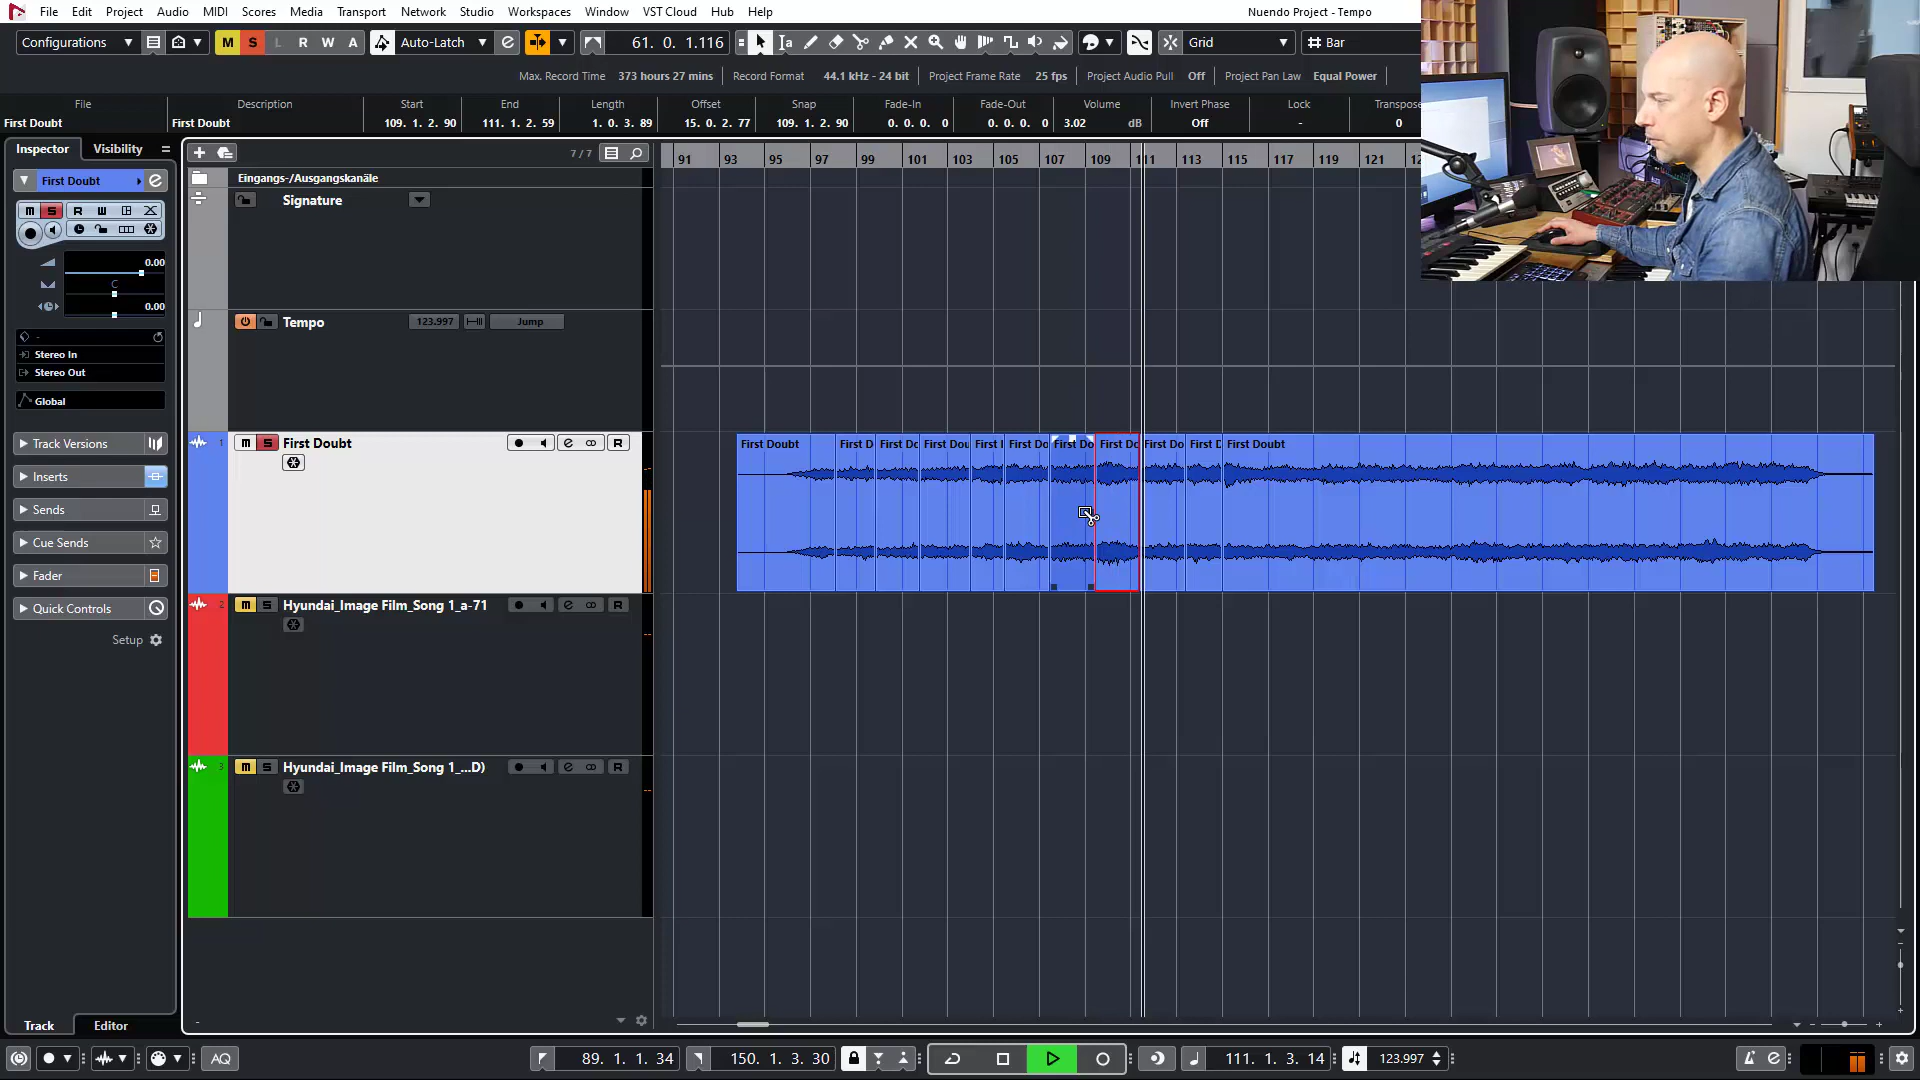 File Edit Project Audio MIDI Scores Media Transport Network Studio Workspaces Window VST Cloud Hub Help Nuendo Project - Tempo
Configurations M S L R W A Auto-Latch 61. 0. 1.116 Grid Bar
Max. Record Time 373 hours 27 mins Record Format 44.1 kHz - 24 bit Project Frame Rate 25 fps Project Audio Pull Off Project Pan Law Equal Power
File Description Start End Length Offset Snap Fade-In Fade-Out Volume Invert Phase Lock Transpose
First Doubt First Doubt 109. 1. 2. 90 111. 1. 2. 59 1. 0. 3. 89 15. 0. 2. 77 109. 1. 2. 90 0. 0. 0. 0 0. 0. 0. 0 3.02 dB Off - 0
Inspector Visibility 7 / 7 91 93 95 97 99 101 103 105 107 109 111 113 115 117 119 121
First Doubt
Eingangs-/Ausgangskanäle
Signature
M S R W
0.00
C
0.00
Tempo 123.997 Jump
Stereo In
Stereo Out
Global
Track Versions
1 M S First Doubt R
First Doubt First D First Do First Dou First I First Do First Do First Do First Do First D First Doubt
Inserts
Sends
Cue Sends
Fader
Quick Controls
Setup
2 M S Hyundai_Image Film_Song 1_a-71 R
3 M S Hyundai_Image Film_Song 1_...D) R
Track Editor
AQ 89. 1. 1. 34 150. 1. 3. 30 111. 1. 3. 14 123.997